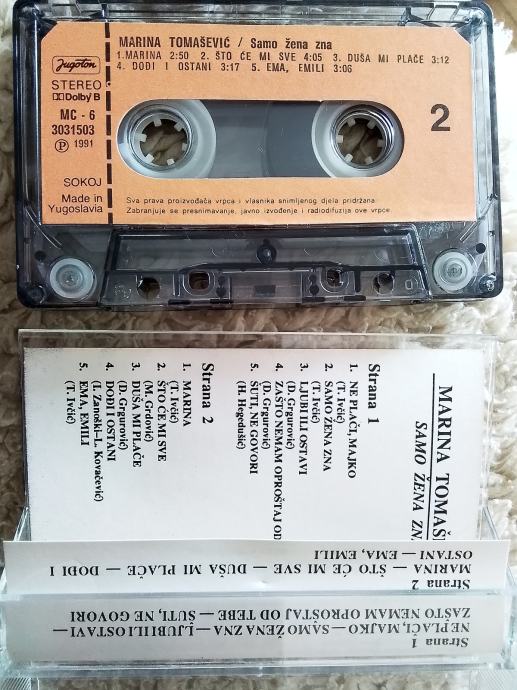 Jugoton
STEREO
Dolby B
MC - 6
3031503
P 1991
SOKOJ
Made in
Yugoslavia
MARINA TOMAŠEVIĆ / Samo žena zna
1.MARINA 2:50 2. ŠTO ĆE MI SVE 4:05 3. DUŠA MI PLAČE 3:12
4. DOĐI I OSTANI 3:17 5. EMA, EMILI 3:06
2
Sva prava proizvođača vrpce i vlasnika snimljenog djela pridržana
Zabranjuje se presnimavanje, javno izvođenje i radiodifuzija ove vrpce
MARINA TOMAŠE
SAMO ŽENA ZN
Strana 1
1. NE PLAČI, MAJKO
(T. Ivčić)
2. SAMO ŽENA ZNA
(T. Ivčić)
3. LJUBI ILI OSTAVI
(D. Grgurović)
4. ZAŠTO NEMAM OPROŠTAJ OD
(D. Grgurović)
5. ŠUTI, NE GOVORI
(H. Hegedušić)
Strana 2
1. MARINA
(T. Ivčić)
2. ŠTO ĆE MI SVE
(M. Grdović)
3. DUŠA MI PLAČE
(D. Grgurović)
4. DOĐI I OSTANI
(I. Zanoški—L. Kovačević)
5. EMA, EMILI
(T. Ivčić)
Strana 1
NE PLAČI, MAJKO — SAMO ŽENA ZNA — LJUBI ILI OSTAVI —
ZAŠTO NEMAM OPROŠTAJ OD TEBE — ŠUTI, NE GOVORI
Strana 2
MARINA — ŠTO ĆE MI SVE — DUŠA MI PLAČE — DOĐI I
OSTANI — EMA, EMILI